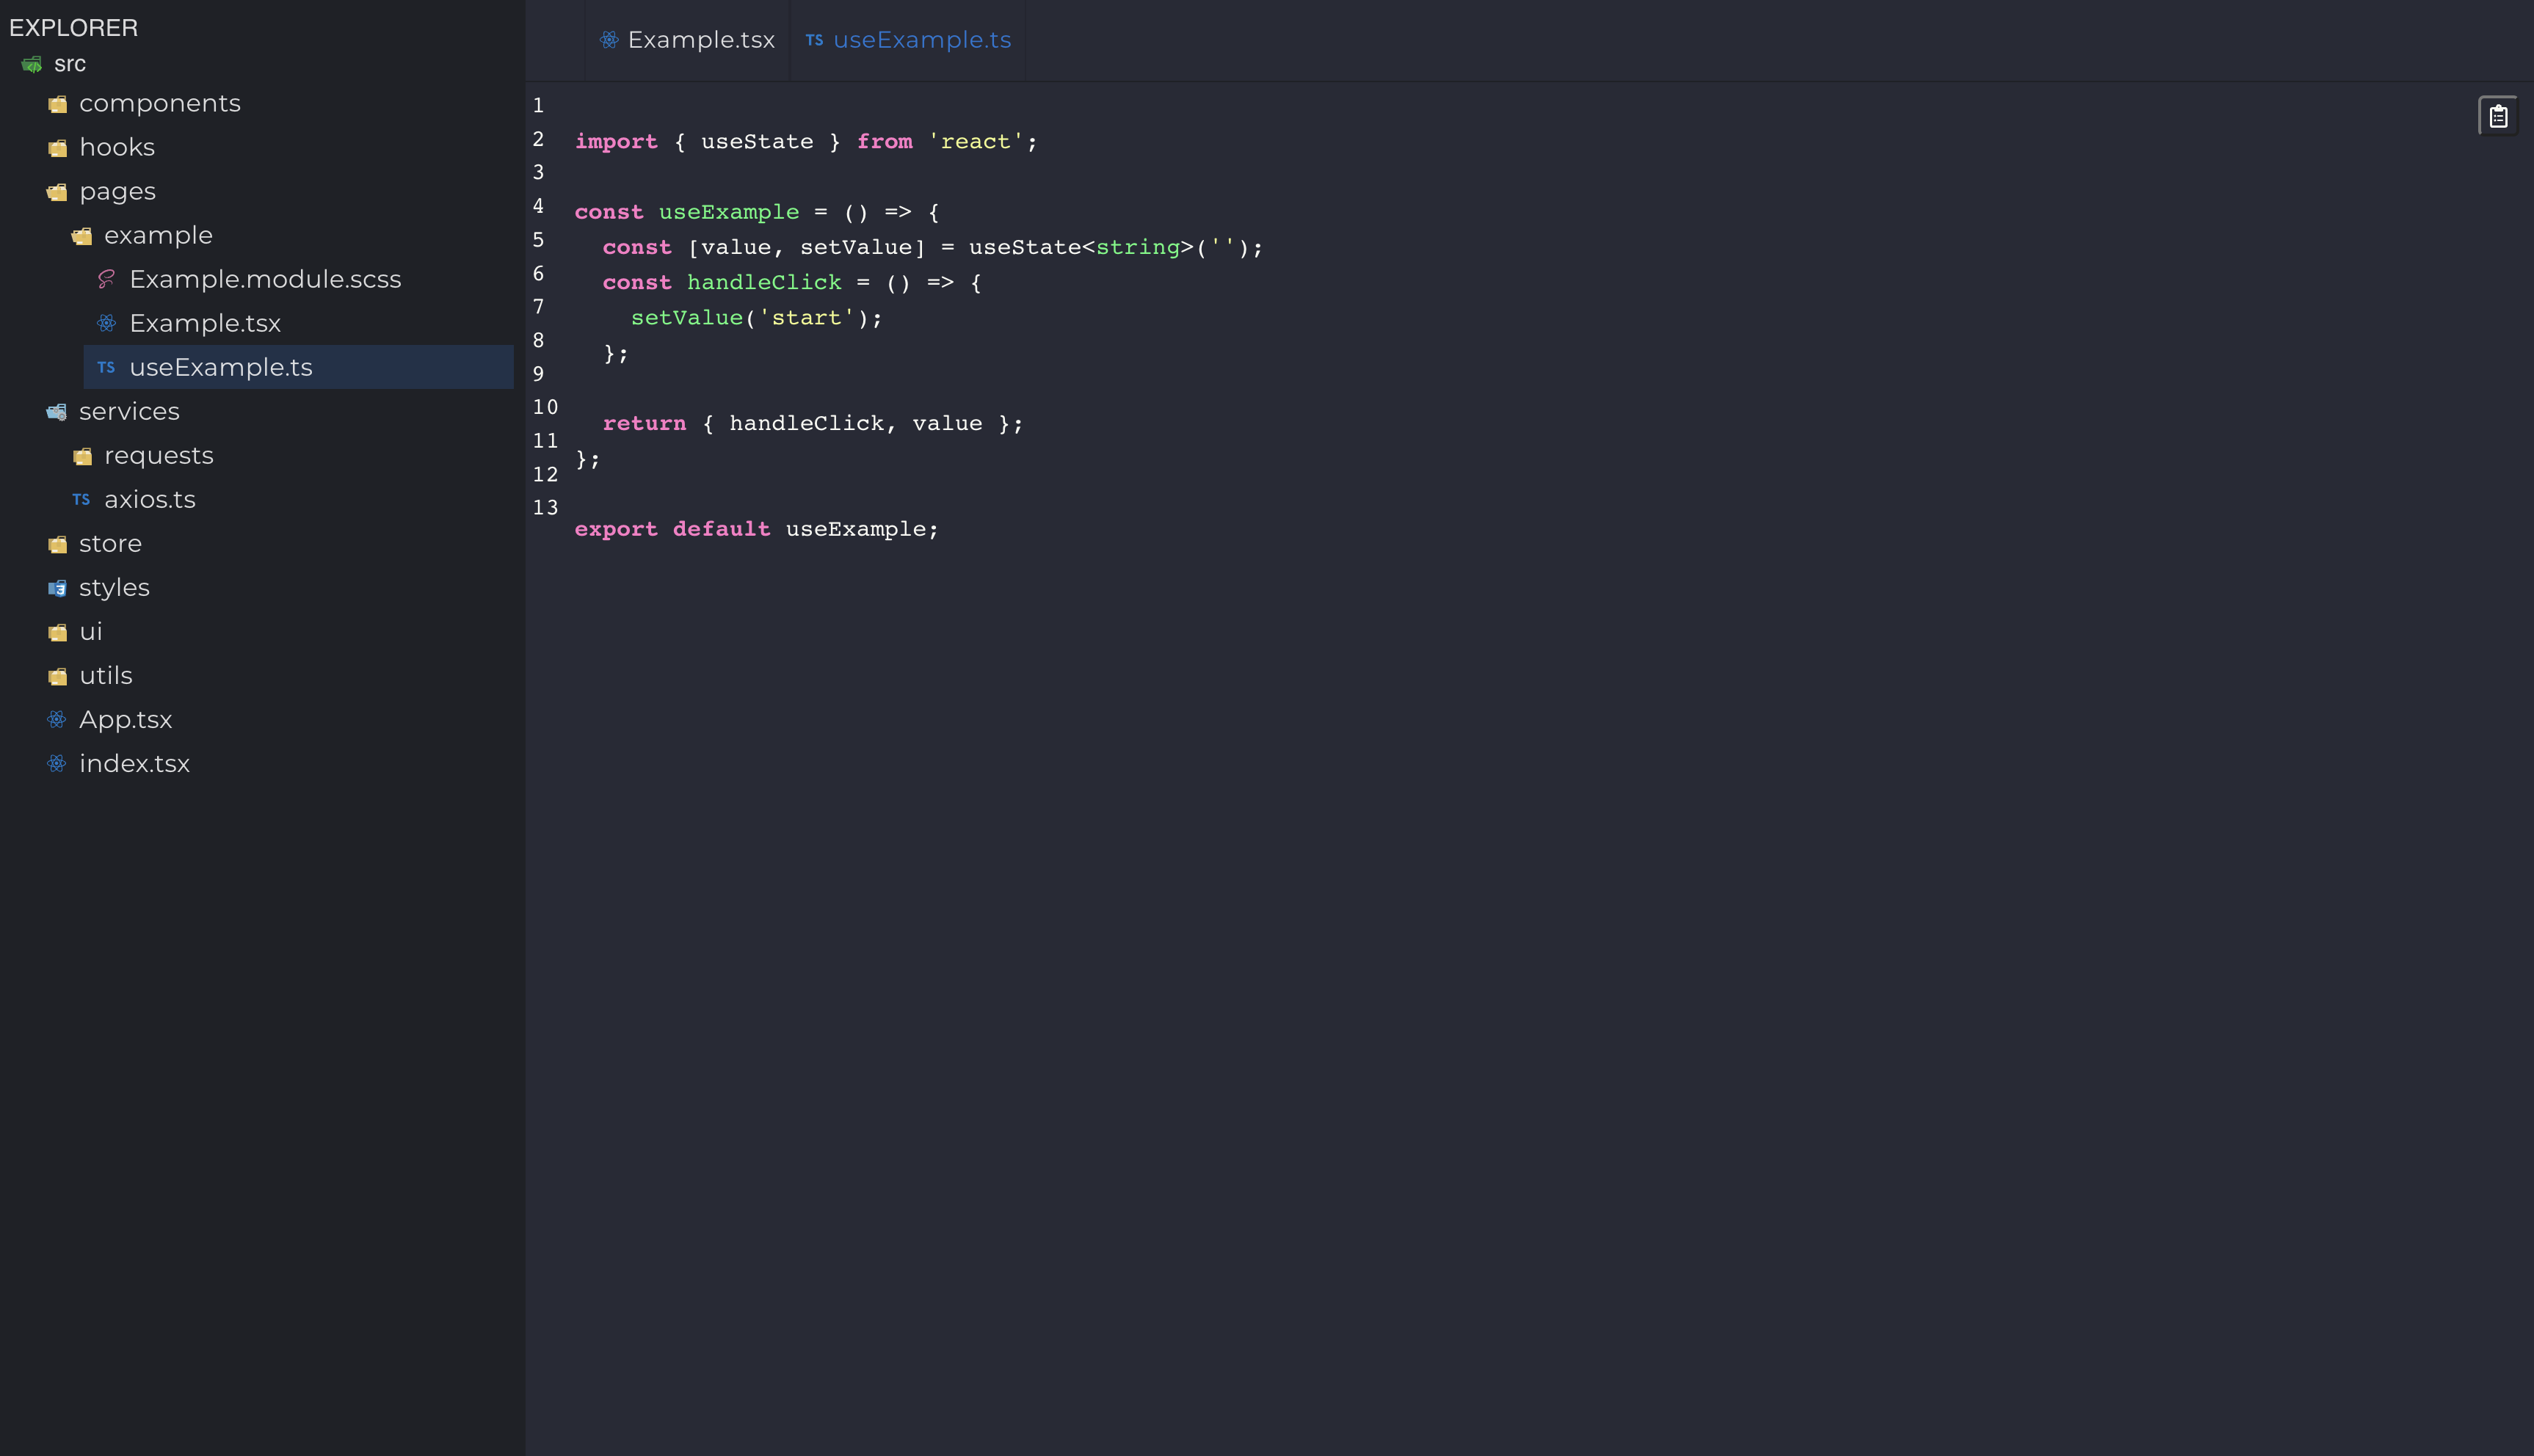 EXPLORER
src
components
hooks
pages
example
Example.module.scss
Example.tsx
TS useExample.ts
services
requests
TS axios.ts
store
styles
ui
utils
App.tsx
index.tsx
Example.tsx TS useExample.ts
1
2 import { useState } from 'react';
3
4 const useExample = () => {
5   const [value, setValue] = useState<string>('');
6   const handleClick = () => {
7     setValue('start');
8   };
9
10   return { handleClick, value };
11 };
12
13 export default useExample;